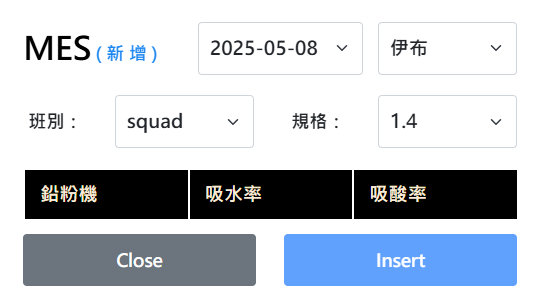 MES (新增) 2025-05-08 伊布
班別： squad 規格： 1.4
鉛粉機 吸水率 吸酸率
Close Insert